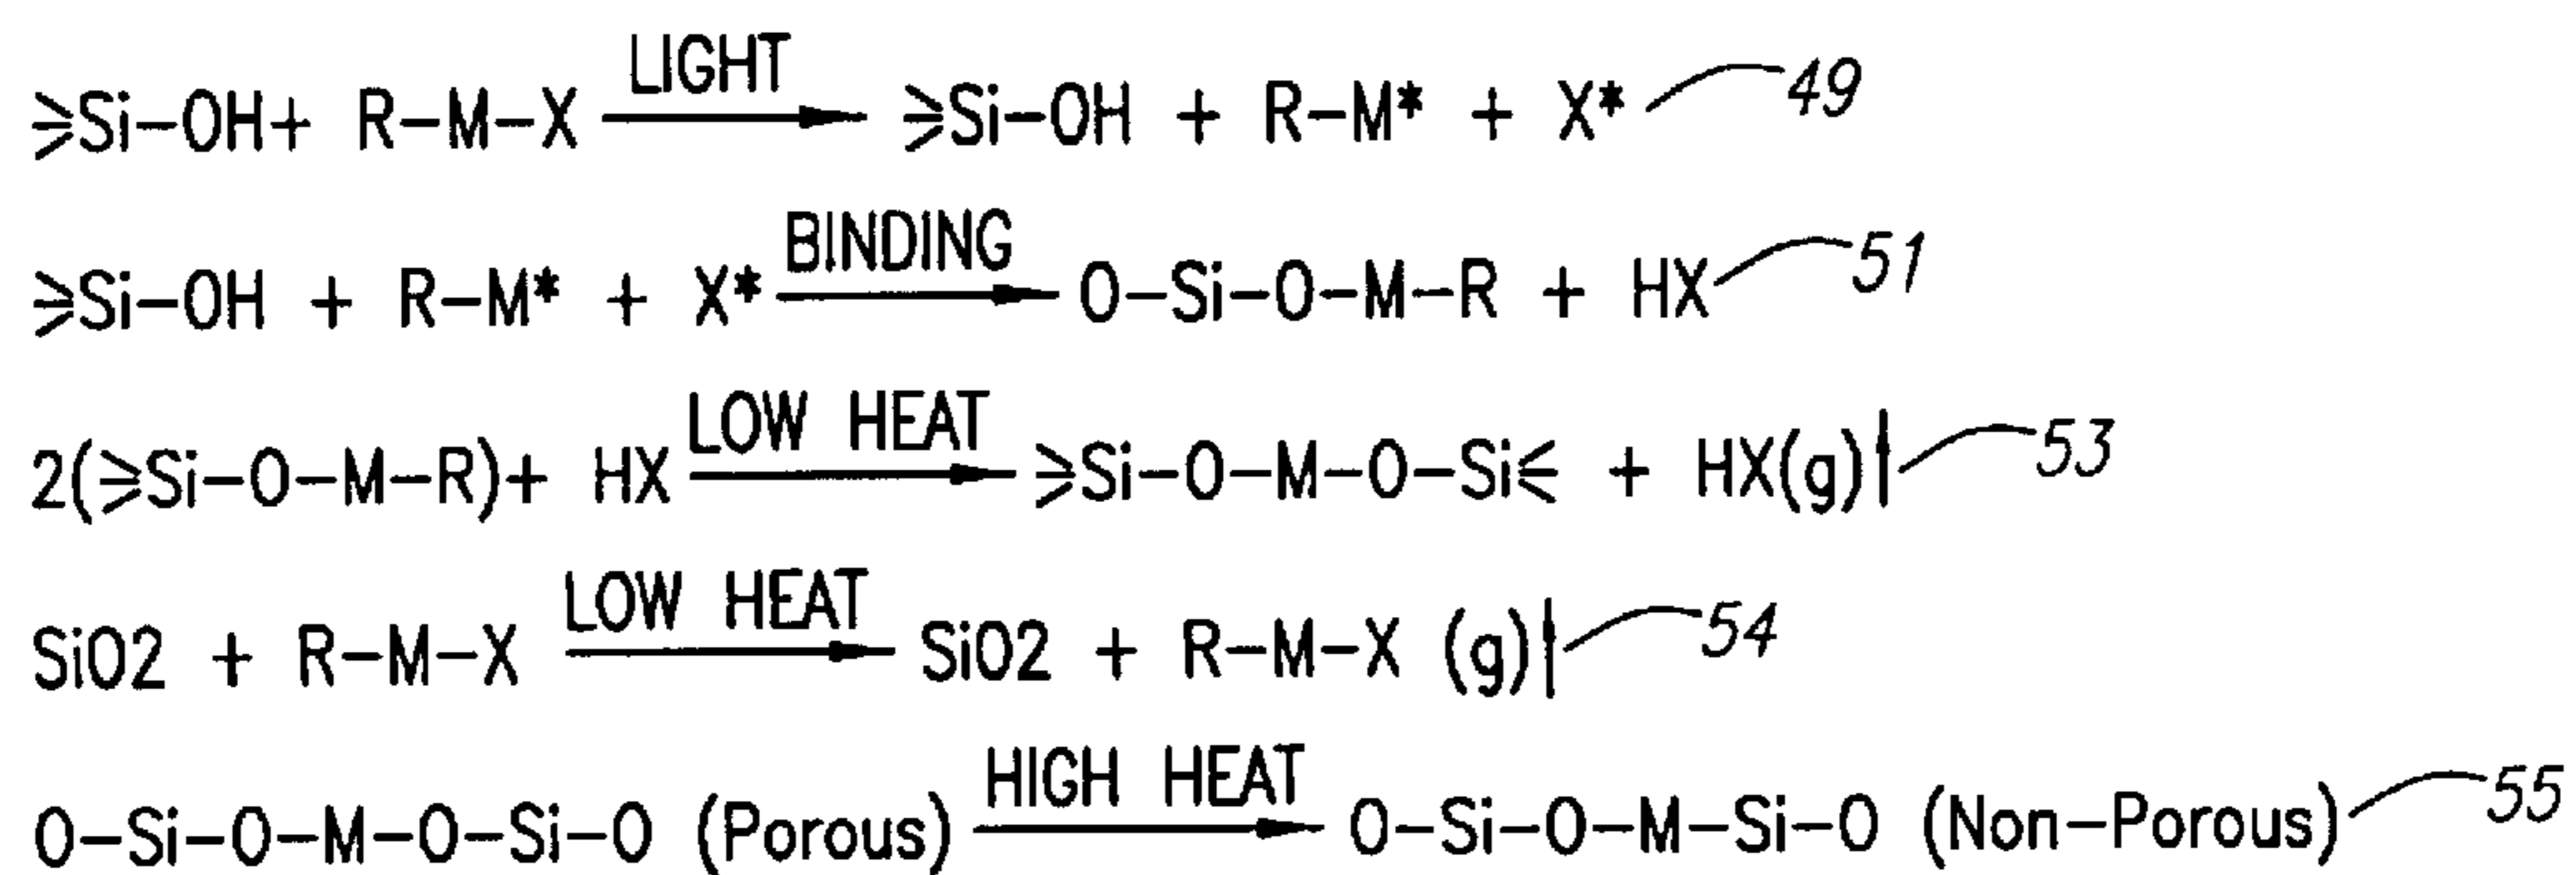 ⩾Si-OH+ R-M-X LIGHT ⩾Si-OH + R-M* + X* 49
⩾Si-OH + R-M* + X* BINDING O-Si-O-M-R + HX 51
2(⩾Si-O-M-R)+ HX LOW HEAT ⩾Si-O-M-O-Si⩽ + HX(g)↑ 53
SiO2 + R-M-X LOW HEAT SiO2 + R-M-X (g)↑ 54
O-Si-O-M-O-Si-O (Porous) HIGH HEAT O-Si-O-M-Si-O (Non-Porous) 55